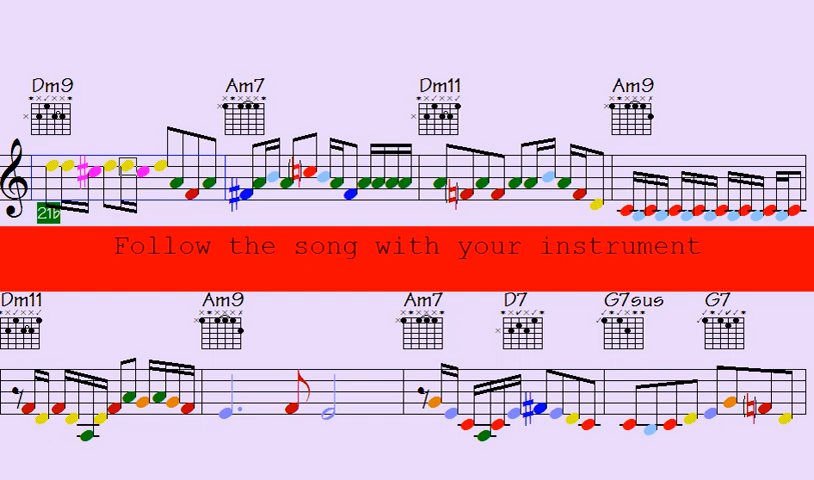 Dm9 Am7 Dm11 Am9
21b
Follow the song with your instrument
Dm11 Am9 Am7 D7 G7sus G7